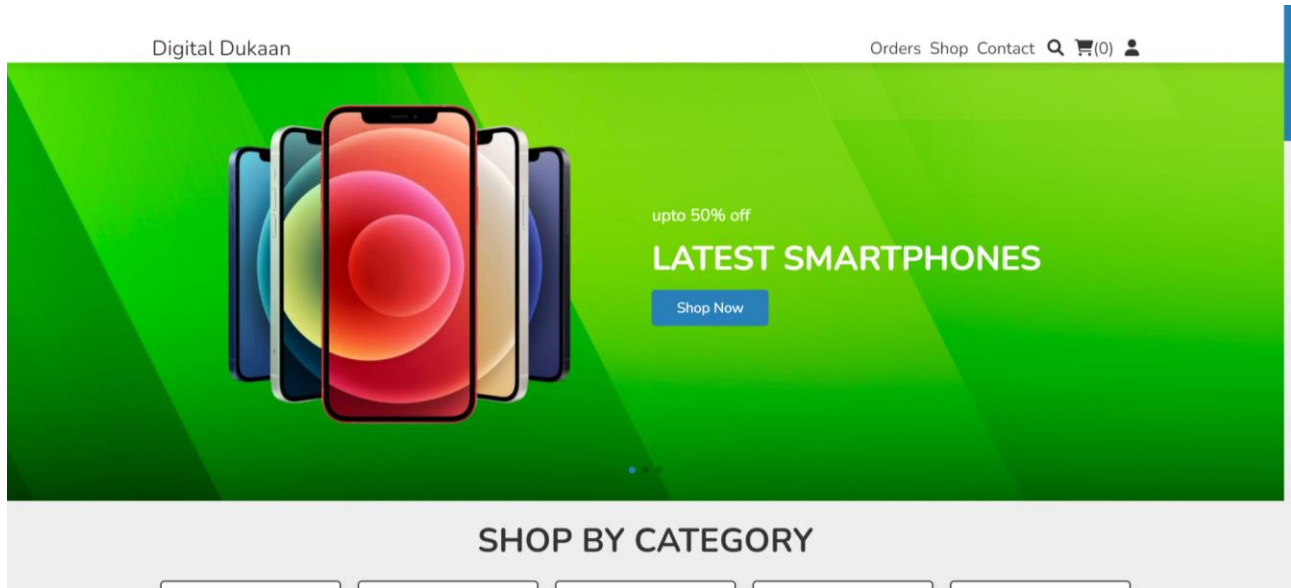 Digital Dukaan
Orders Shop Contact (0)
upto 50% off
LATEST SMARTPHONES
Shop Now
SHOP BY CATEGORY